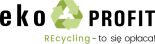 eko PROFIT
REcycling - to się opłaca!